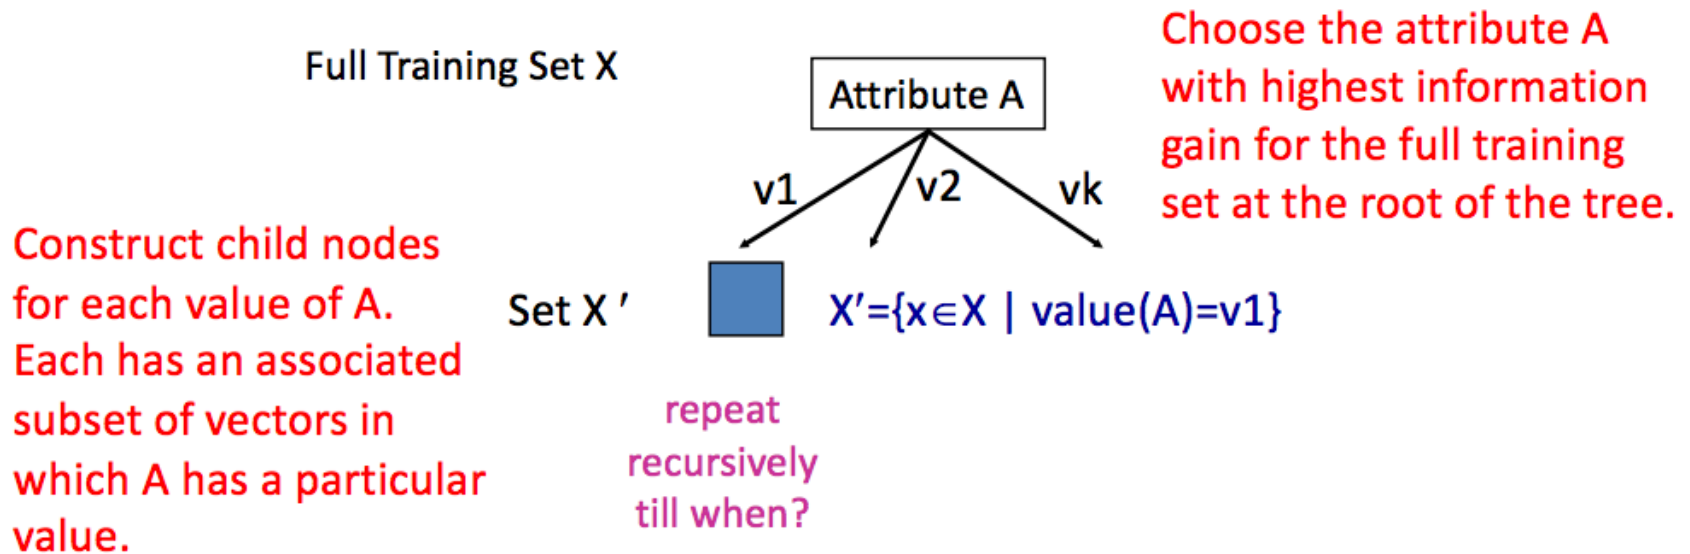 Full Training Set X
Attribute A
Choose the attribute A
with highest information
gain for the full training
set at the root of the tree.
v1
v2
vk
Construct child nodes
for each value of A.
Each has an associated
subset of vectors in
which A has a particular
value.
Set X ′
X′={x∈X | value(A)=v1}
repeat
recursively
till when?